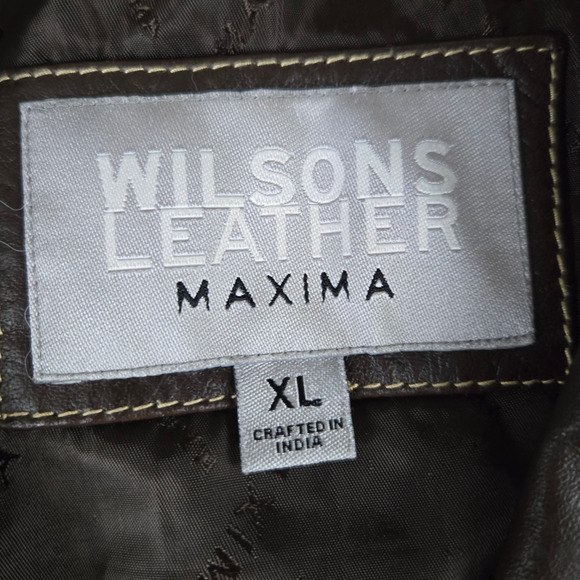 WILSONS
LEATHER
MAXIMA
XL
CRAFTED IN
INDIA